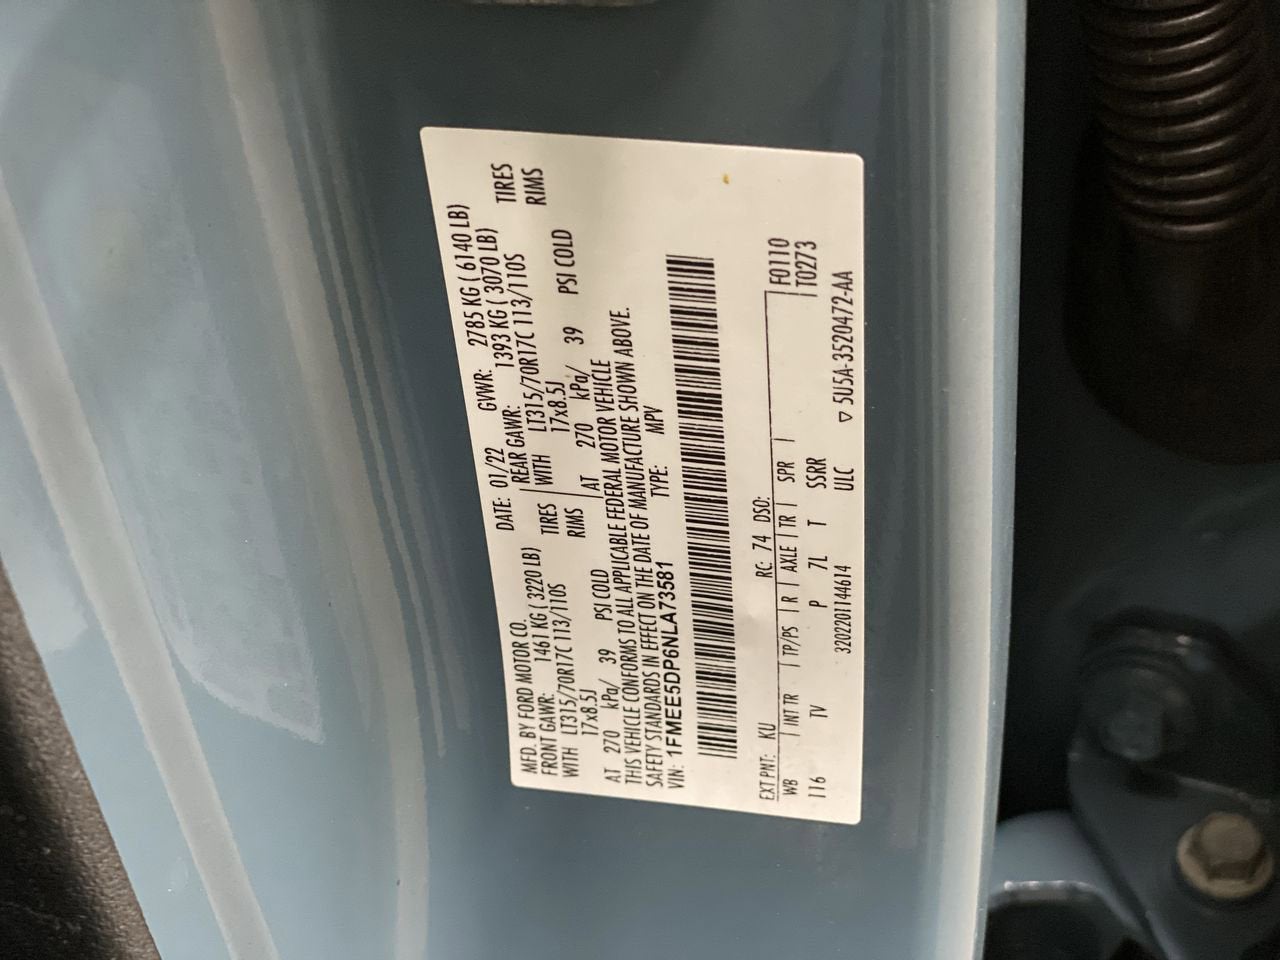 MFD. BY FORD MOTOR CO. DATE: 01/22 GVWR: 2785 KG ( 6140 LB)
FRONT GAWR: 1461 KG ( 3220 LB) REAR GAWR: 1393 KG ( 3070 LB)
WITH LT315/70R17C 113/110S TIRES WITH LT315/70R17C 113/110S TIRES
17x8.5J RIMS 17x8.5J RIMS
AT 270 kPa/ 39 PSI COLD AT 270 kPa/ 39 PSI COLD
THIS VEHICLE CONFORMS TO ALL APPLICABLE FEDERAL MOTOR VEHICLE
SAFETY STANDARDS IN EFFECT ON THE DATE OF MANUFACTURE SHOWN ABOVE.
VIN: 1FMEE5DP6NLA73581 TYPE: MPV
EXT PNT: KU RC: 74 DSO: F0110
WB INT TR TP/PS R AXLE TR SPR T0273
116 TV P 7L T SSRR
3202201144614 ULC ▽ 5U5A-3520472-AA